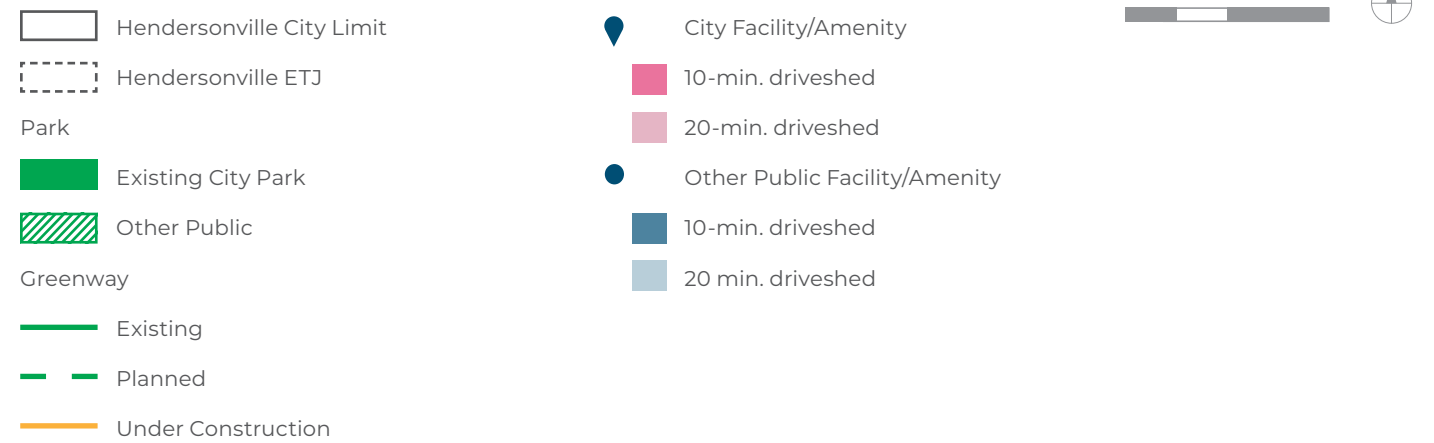 Hendersonville City Limit
Hendersonville ETJ
Park
Existing City Park
Other Public
Greenway
Existing
Planned
Under Construction
City Facility/Amenity
10-min. driveshed
20-min. driveshed
Other Public Facility/Amenity
10-min. driveshed
20 min. driveshed